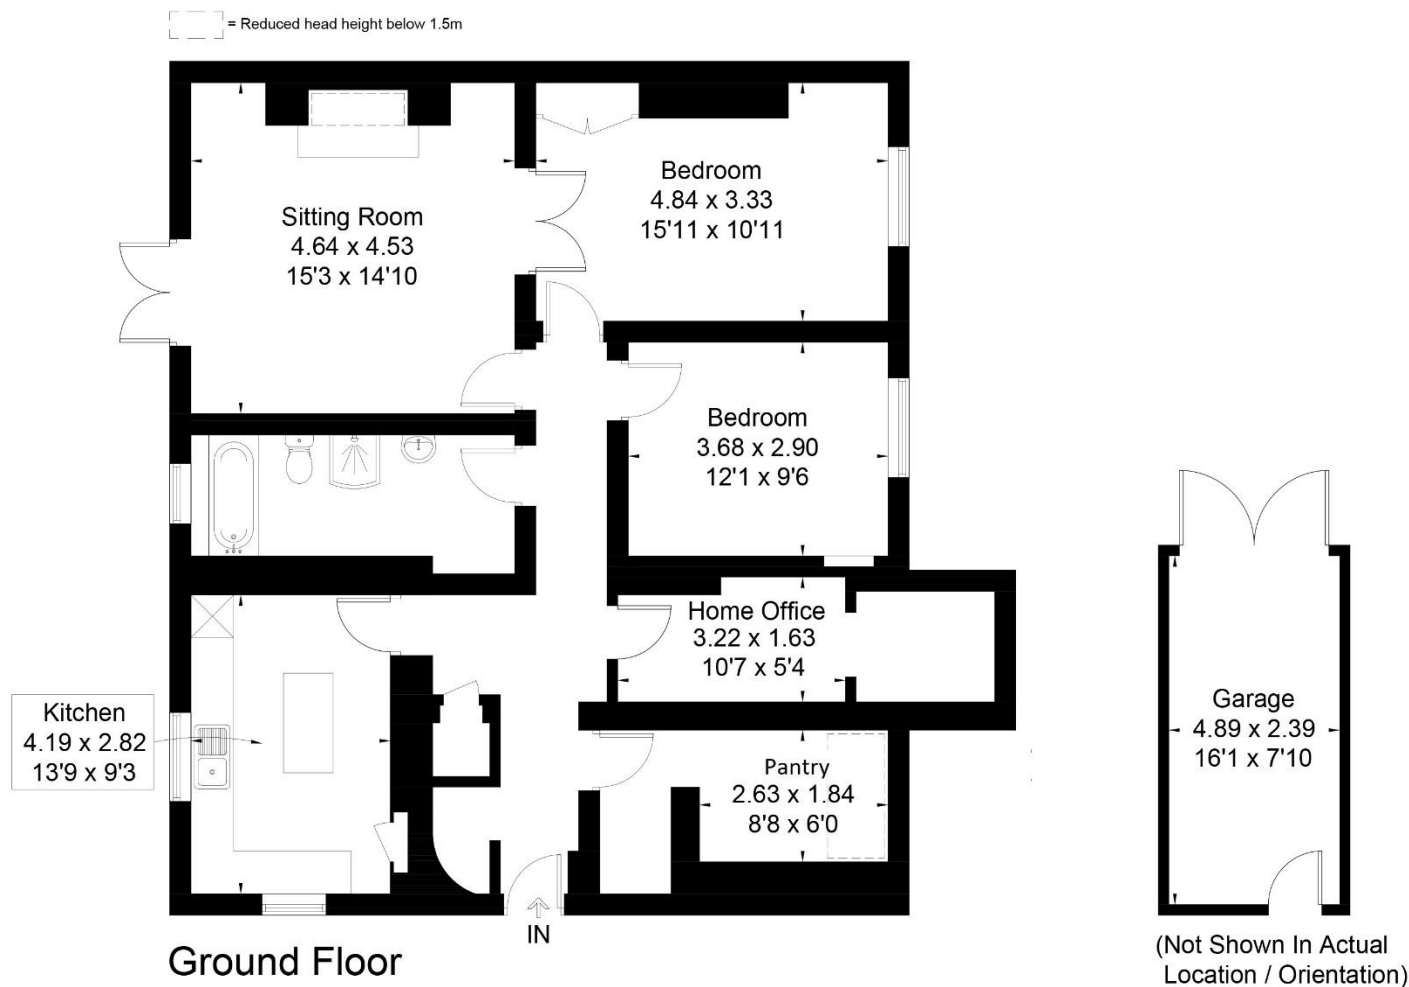 = Reduced head height below 1.5m
Sitting Room
4.64 x 4.53
15'3 x 14'10
Bedroom
4.84 x 3.33
15'11 x 10'11
Bedroom
3.68 x 2.90
12'1 x 9'6
Home Office
3.22 x 1.63
10'7 x 5'4
Kitchen
4.19 x 2.82
13'9 x 9'3
Pantry
2.63 x 1.84
8'8 x 6'0
Garage
4.89 x 2.39
16'1 x 7'10
IN
Ground Floor
(Not Shown In Actual
Location / Orientation)